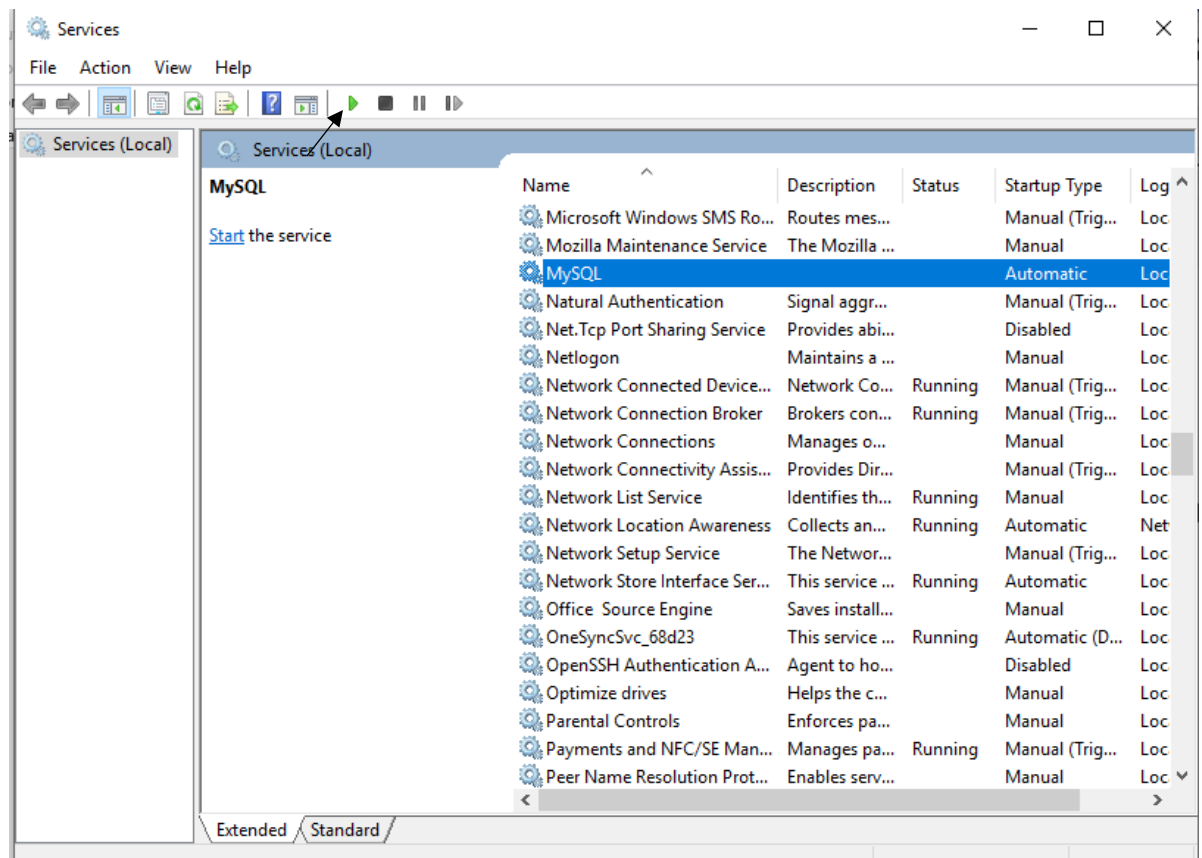 Services
File Action View Help
Services (Local)
Services (Local)
MySQL
Start the service
Name Description Status Startup Type Log
Microsoft Windows SMS Ro... Routes mes... Manual (Trig... Loc
Mozilla Maintenance Service The Mozilla ... Manual Loc
MySQL Automatic Loc
Natural Authentication Signal aggr... Manual (Trig... Loc
Net.Tcp Port Sharing Service Provides abi... Disabled Loc
Netlogon Maintains a ... Manual Loc
Network Connected Device... Network Co... Running Manual (Trig... Loc
Network Connection Broker Brokers con... Running Manual (Trig... Loc
Network Connections Manages o... Manual Loc
Network Connectivity Assis... Provides Dir... Manual (Trig... Loc
Network List Service Identifies th... Running Manual Loc
Network Location Awareness Collects an... Running Automatic Net
Network Setup Service The Networ... Manual (Trig... Loc
Network Store Interface Ser... This service ... Running Automatic Loc
Office Source Engine Saves install... Manual Loc
OneSyncSvc_68d23 This service ... Running Automatic (D... Loc
OpenSSH Authentication A... Agent to ho... Disabled Loc
Optimize drives Helps the c... Manual Loc
Parental Controls Enforces pa... Manual Loc
Payments and NFC/SE Man... Manages pa... Running Manual (Trig... Loc
Peer Name Resolution Prot... Enables serv... Manual Loc
Extended Standard